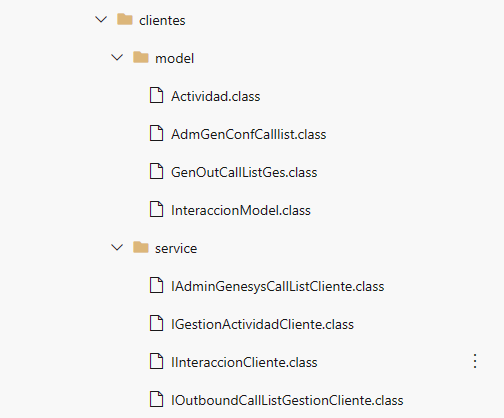 clientes
model
Actividad.class
AdmGenConfCalllist.class
GenOutCallListGes.class
InteraccionModel.class
service
IAdminGenesysCallListCliente.class
IGestionActividadCliente.class
IInteraccionCliente.class
IOutboundCallListGestionCliente.class